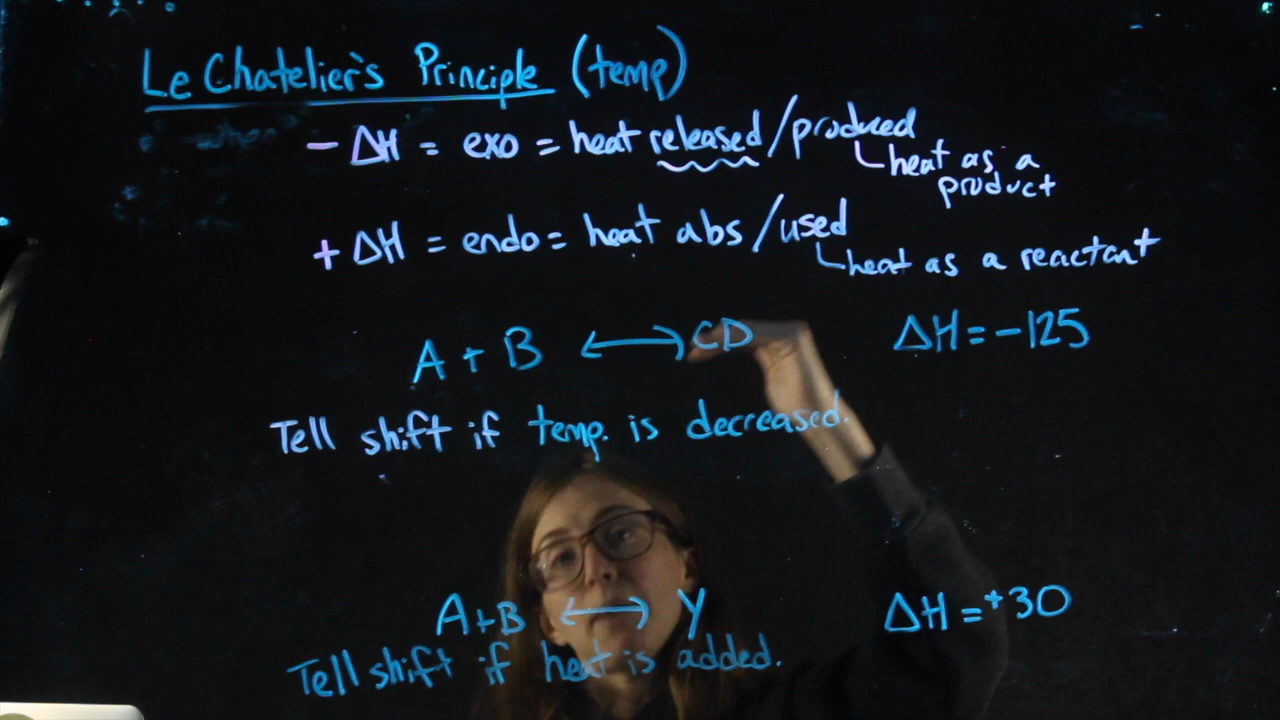 Le Chatelier's Principle (temp)
- ΔH = exo = heat released/produced
heat as a
product
+ ΔH = endo = heat abs/used
heat as a reactant
A + B ⟷ CD ΔH = -125
Tell shift if temp. is decreased.
A+B ⟷ Y ΔH = +30
Tell shift if heat is added.